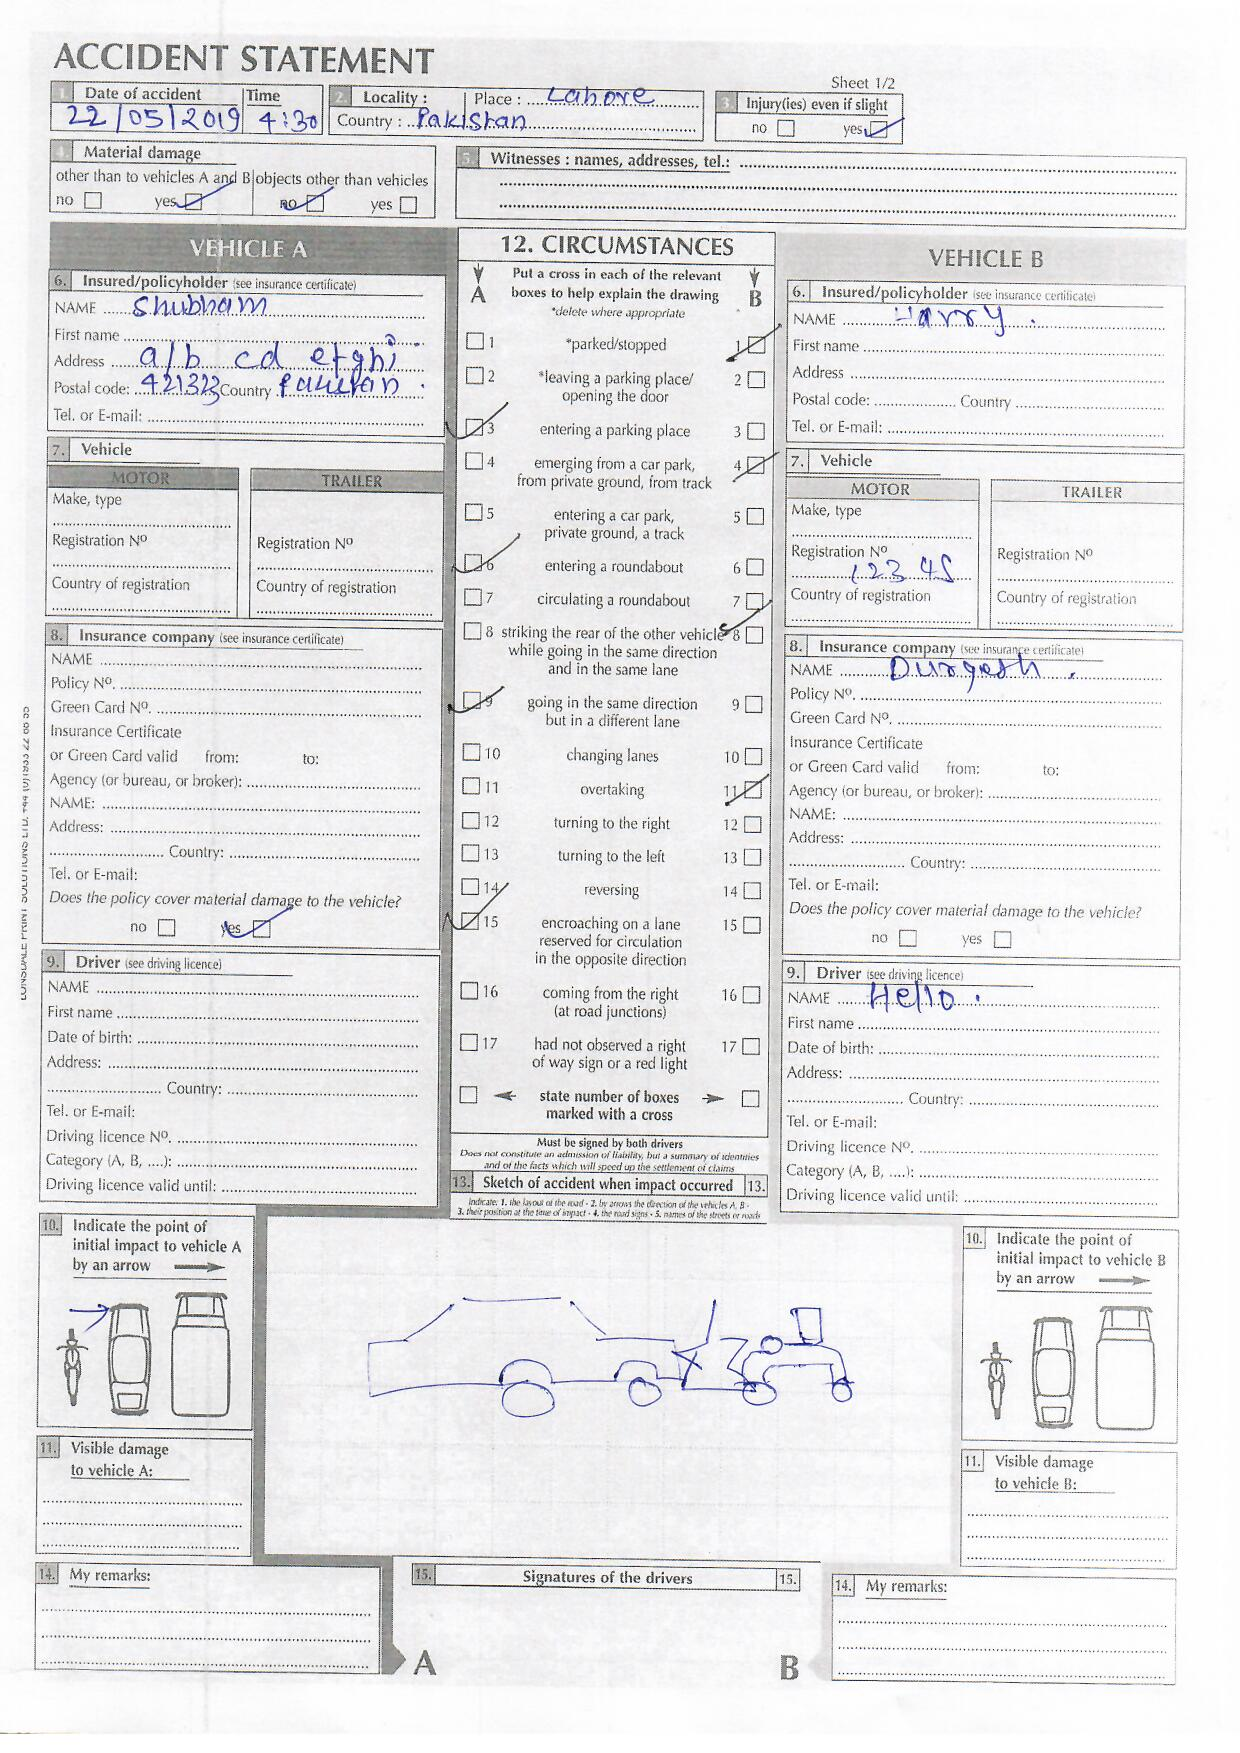 ACCIDENT STATEMENT
Sheet 1/2
1. Date of accident Time
22/05/2019 4:30
2. Locality : Place : Lahore
Country : Pakistan
3. Injury(ies) even if slight
no yes
4. Material damage
other than to vehicles A and B objects other than vehicles
no yes no yes
5. Witnesses : names, addresses, tel.:
VEHICLE A
6. Insured/policyholder (see insurance certificate)
NAME Shubham
First name
Address a/b cd efghi
Postal code: 421323 Country Pakistan
Tel. or E-mail:
7. Vehicle
MOTOR TRAILER
Make, type
Registration Nº Registration Nº
Country of registration Country of registration
8. Insurance company (see insurance certificate)
NAME
Policy Nº.
Green Card Nº.
Insurance Certificate
or Green Card valid from: to:
Agency (or bureau, or broker):
NAME:
Address:
Country:
Tel. or E-mail:
Does the policy cover material damage to the vehicle?
no yes
9. Driver (see driving licence)
NAME
First name
Date of birth:
Address:
Country:
Tel. or E-mail:
Driving licence Nº.
Category (A, B, ....):
Driving licence valid until:
12. CIRCUMSTANCES
Put a cross in each of the relevant
A boxes to help explain the drawing B
*delete where appropriate
1 *parked/stopped 1
2 *leaving a parking place/ 2
opening the door
3 entering a parking place 3
4 emerging from a car park, 4
from private ground, from track
5 entering a car park, 5
private ground, a track
6 entering a roundabout 6
7 circulating a roundabout 7
8 striking the rear of the other vehicle 8
while going in the same direction
and in the same lane
9 going in the same direction 9
but in a different lane
10 changing lanes 10
11 overtaking 11
12 turning to the right 12
13 turning to the left 13
14 reversing 14
15 encroaching on a lane 15
reserved for circulation
in the opposite direction
16 coming from the right 16
(at road junctions)
17 had not observed a right 17
of way sign or a red light
state number of boxes
marked with a cross
Must be signed by both drivers
Does not constitute an admission of liability, but a summary of identities
and of the facts which will speed up the settlement of claims
13. Sketch of accident when impact occurred 13.
Indicate: 1. the layout of the road - 2. by arrows the direction of the vehicles A, B -
3. their position at the time of impact - 4. the road signs - 5. names of the streets or roads
VEHICLE B
6. Insured/policyholder (see insurance certificate)
NAME Harry .
First name
Address
Postal code: Country
Tel. or E-mail:
7. Vehicle
MOTOR TRAILER
Make, type
Registration Nº Registration Nº
12345
Country of registration Country of registration
8. Insurance company (see insurance certificate)
NAME Durgesh .
Policy Nº.
Green Card Nº.
Insurance Certificate
or Green Card valid from: to:
Agency (or bureau, or broker):
NAME:
Address:
Country:
Tel. or E-mail:
Does the policy cover material damage to the vehicle?
no yes
9. Driver (see driving licence)
NAME Hello .
First name
Date of birth:
Address:
Country:
Tel. or E-mail:
Driving licence Nº.
Category (A, B, ....):
Driving licence valid until:
10. Indicate the point of
initial impact to vehicle A
by an arrow
11. Visible damage
to vehicle A:
14. My remarks:
10. Indicate the point of
initial impact to vehicle B
by an arrow
11. Visible damage
to vehicle B:
14. My remarks:
15. Signatures of the drivers 15.
A B